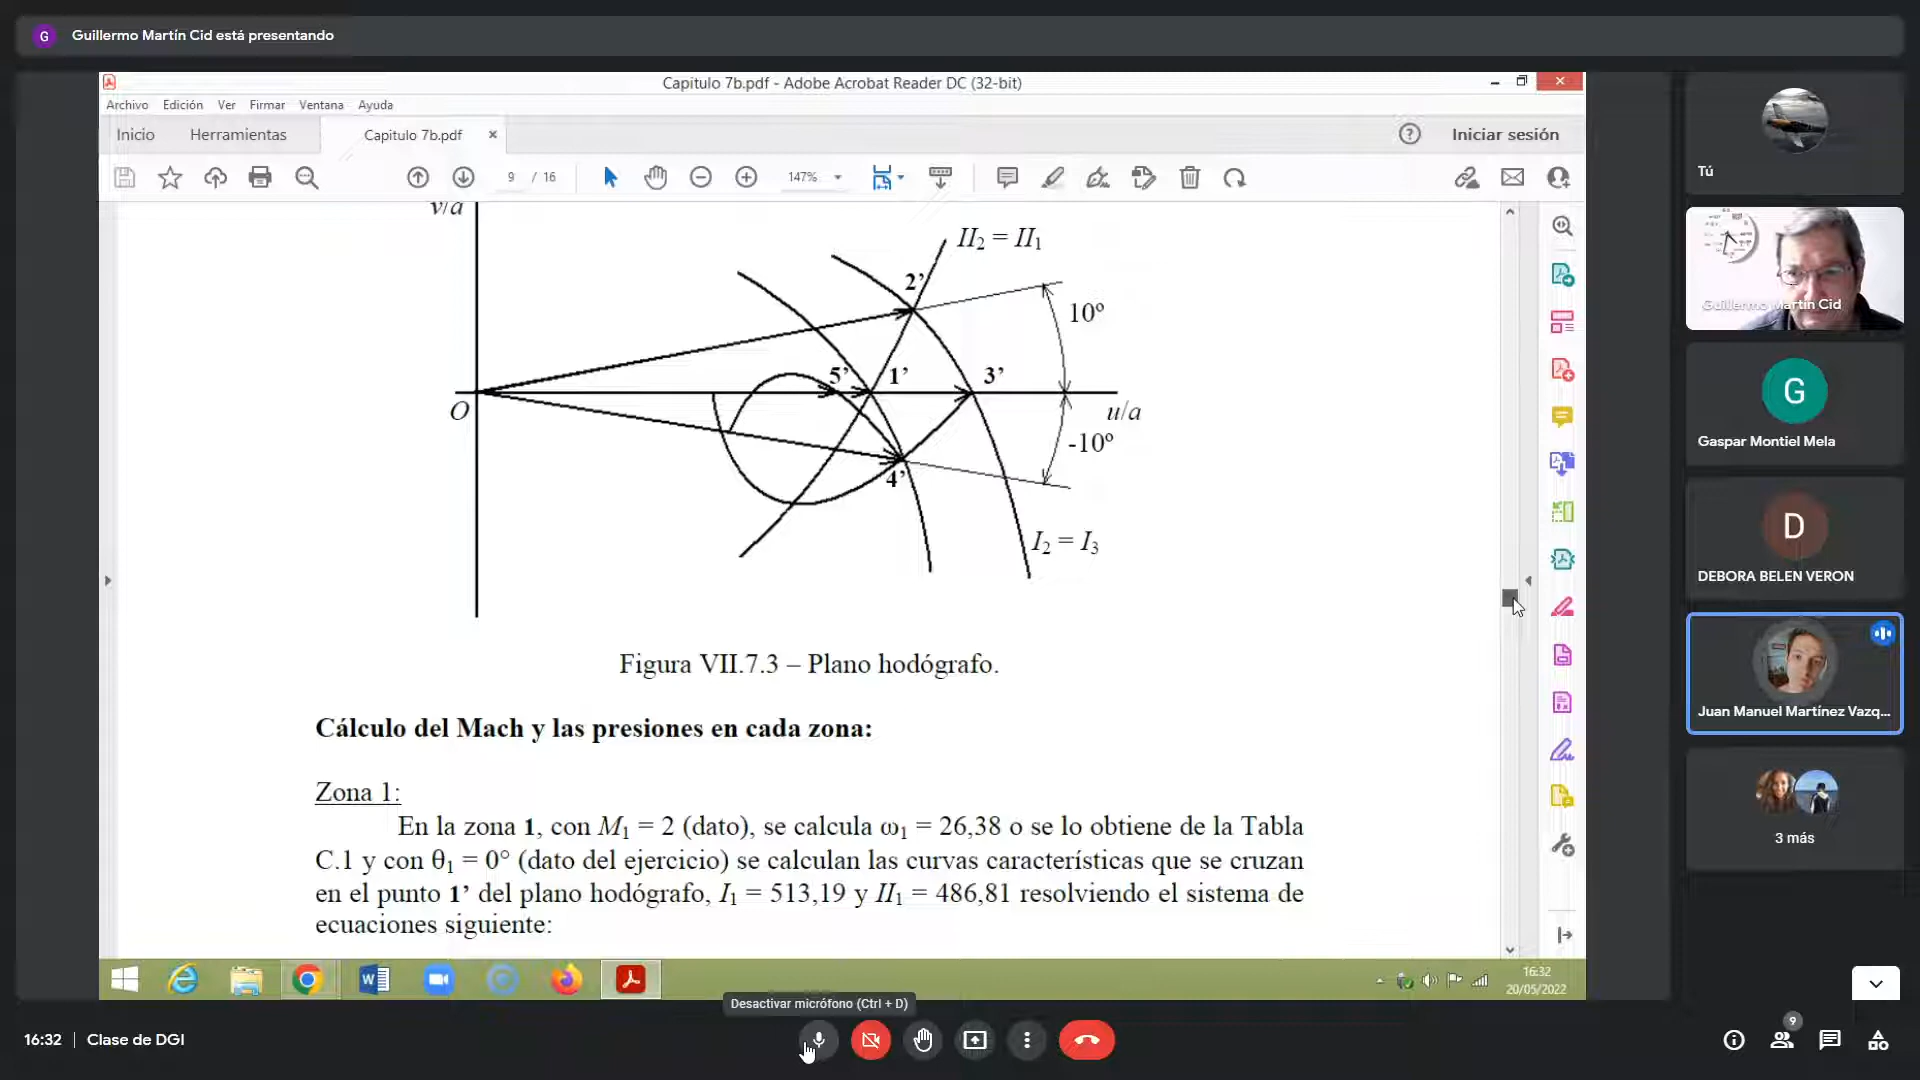 G Guillermo Martín Cid está presentando
Capitulo 7b.pdf - Adobe Acrobat Reader DC (32-bit)
Archivo Edición Ver Firmar Ventana Ayuda
Inicio Herramientas Capitulo 7b.pdf × ? Iniciar sesión
9 / 16 147%
v/a
II₂ = II₁
2'
10º
5' 1' 3'
O
u/a
-10º
4'
I₂ = I₃
Figura VII.7.3 – Plano hodógrafo.
Cálculo del Mach y las presiones en cada zona:
Zona 1:
En la zona 1, con M₁ = 2 (dato), se calcula ω₁ = 26,38 o se lo obtiene de la Tabla
C.1 y con θ₁ = 0° (dato del ejercicio) se calculan las curvas características que se cruzan
en el punto 1' del plano hodógrafo, I₁ = 513,19 y II₁ = 486,81 resolviendo el sistema de
ecuaciones siguiente:
16:32
20/05/2022
Desactivar micrófono (Ctrl + D)
16:32 | Clase de DGI
9
Tú
Guillermo Martín Cid
G
Gaspar Montiel Mela
D
DEBORA BELEN VERON
Juan Manuel Martínez Vazq...
3 más